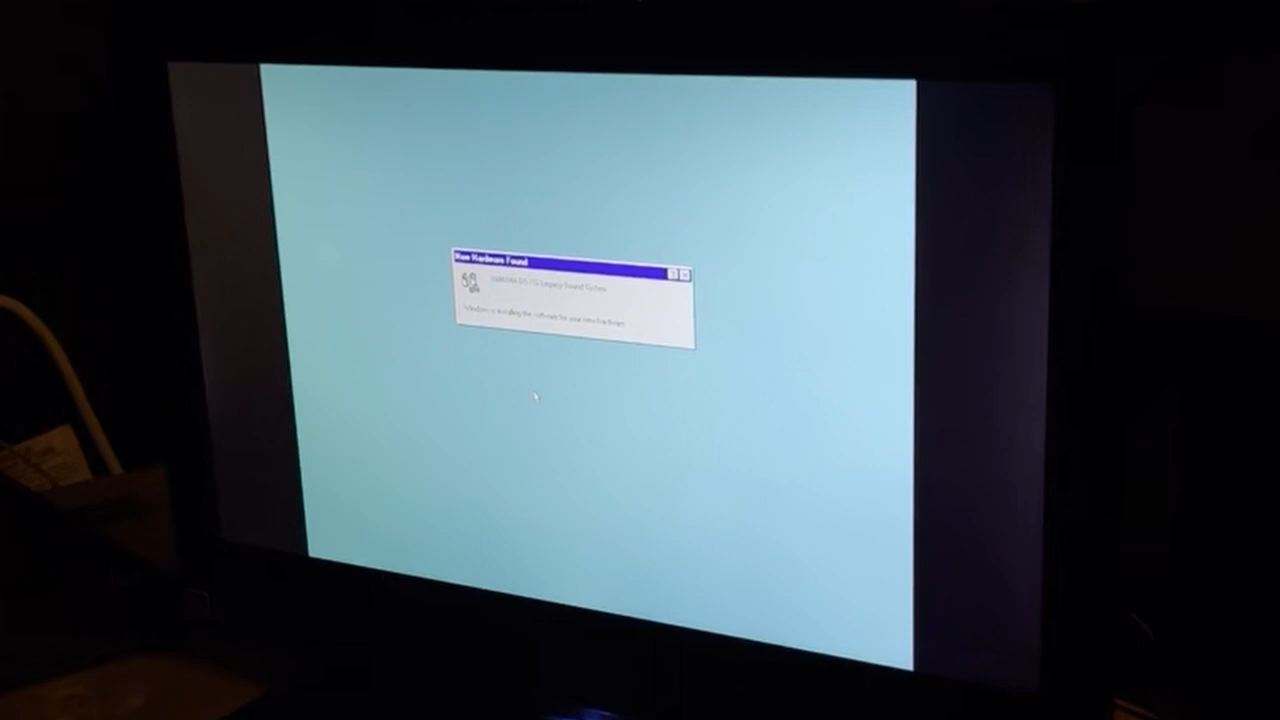 New Hardware Found
YAMAHA DS-XG Legacy Sound System
Windows is installing the software for your new hardware.